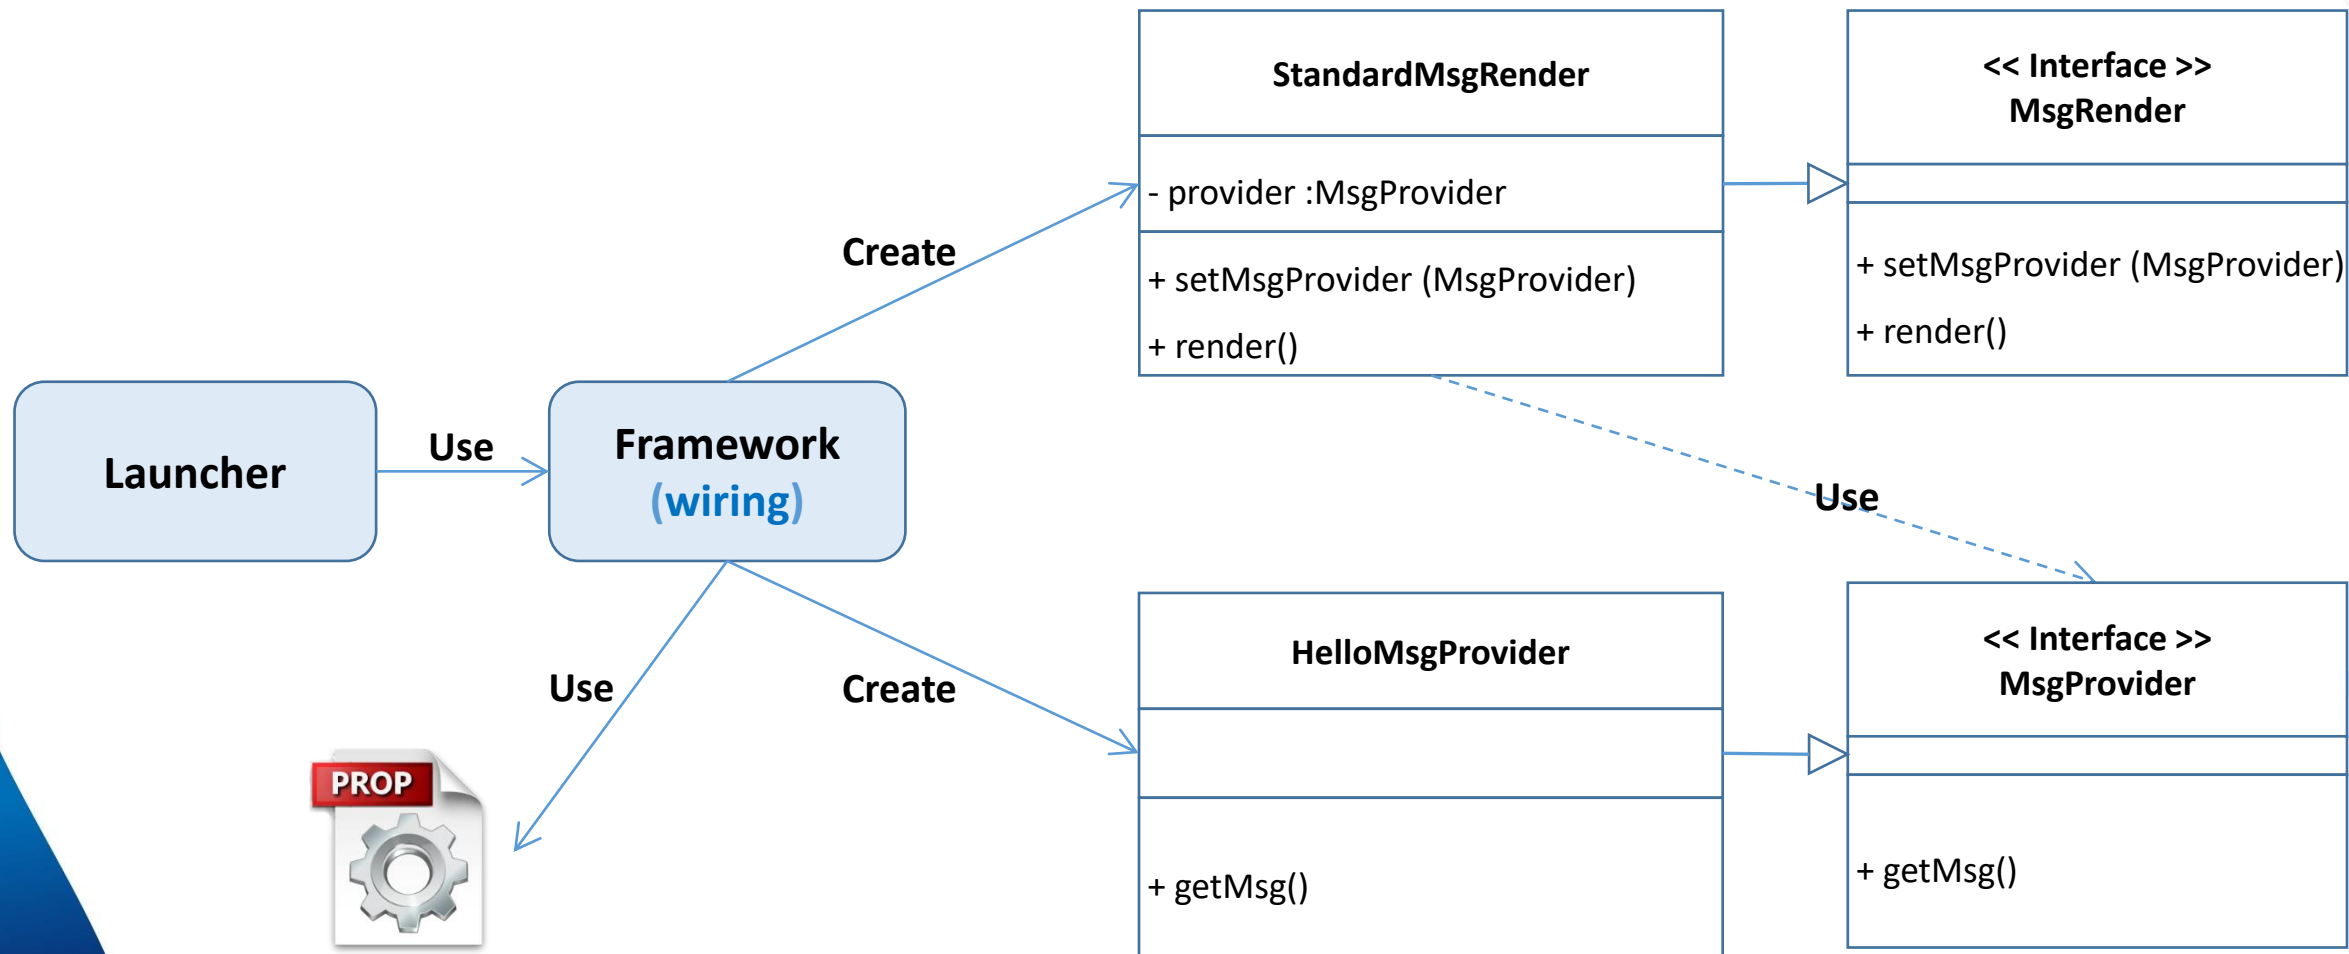 StandardMsgRender
- provider :MsgProvider
+ setMsgProvider (MsgProvider)
+ render()
<< Interface >>
MsgRender
+ setMsgProvider (MsgProvider)
+ render()
Create
Launcher
Use
Framework
(wiring)
Use
Use
Create
PROP
HelloMsgProvider
+ getMsg()
<< Interface >>
MsgProvider
+ getMsg()